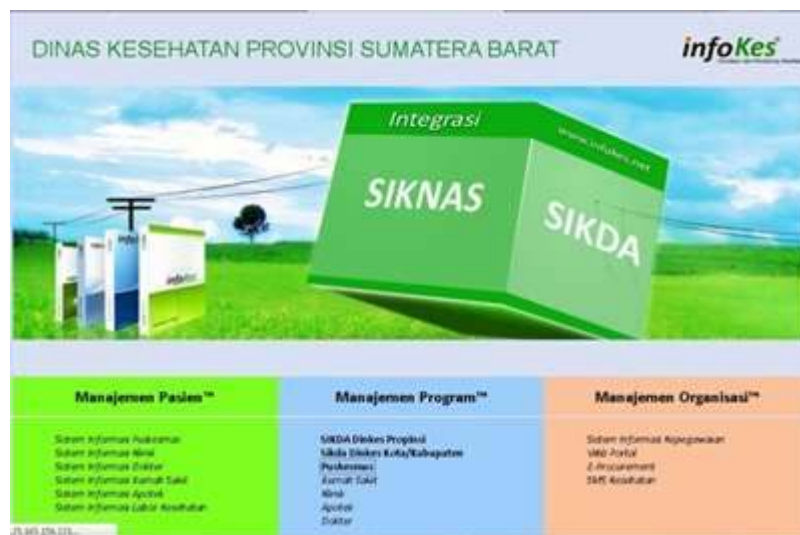 DINAS KESEHATAN PROVINSI SUMATERA BARAT
infoKes
Integrasi
www.infokes.net
SIKNAS
SIKDA
Manajemen Pasien™
Sistem Informasi Puskesmas
Sistem Informasi Klinik
Sistem Informasi Dokter
Sistem Informasi Rumah Sakit
Sistem Informasi Apotek
Sistem Informasi Labor Kesehatan
Manajemen Program™
SIKDA Dinkes Propinsi
Sikda Dinkes Kota/Kabupaten
Puskesmas
Rumah Sakit
Klinik
Apotek
Dokter
Manajemen Organisasi™
Sistem Informasi Kepegawaian
Web Portal
E-Procurement
SMS Kesehatan